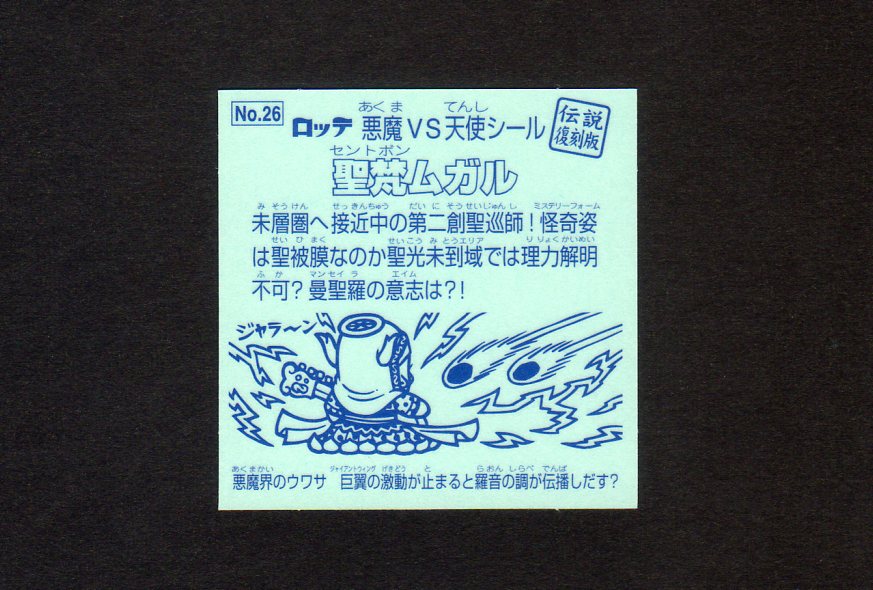 No.26
ロッテ 悪魔VS天使シール
あくま てんし
伝説
復刻版
セントボン
聖梵ムガル
みそうけん せっきんちゅう だいにそうせいじゅんし ミステリーフォーム
未層圏へ接近中の第二創聖巡師!怪奇姿
せいひまく せいこうみとうエリア りりょくかいめい
は聖被膜なのか聖光未到域では理力解明
ふか マンセイラ エイム
不可?曼聖羅の意志は?!
ジャラ〜ン
あくまかい ジャイアントウィング げきどう と らおん しらべ でんぱ
悪魔界のウワサ 巨翼の激動が止まると羅音の調が伝播しだす?